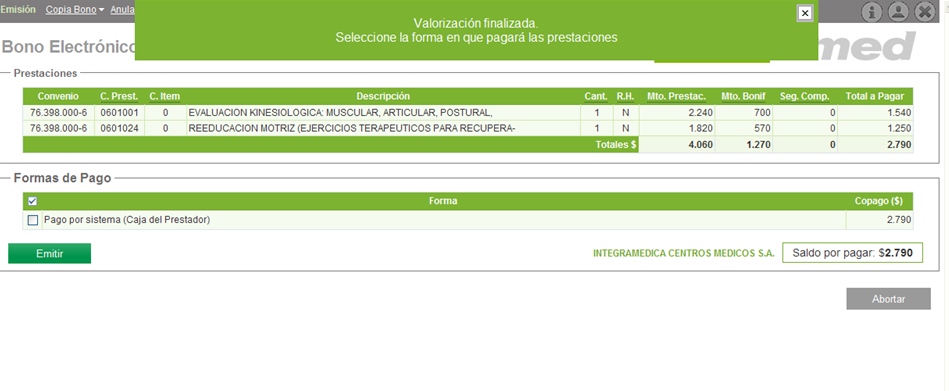 Emisión Copia Bono Anula
Valorización finalizada.
Seleccione la forma en que pagará las prestaciones
Bono Electrónico med
Prestaciones
Convenio C. Prest. C. Item Descripción Cant. R.H. Mto. Prestac. Mto. Bonif Seg. Comp. Total a Pagar
76.398.000-6 0601001 0 EVALUACION KINESIOLOGICA: MUSCULAR, ARTICULAR, POSTURAL, 1 N 2.240 700 0 1.540
76.398.000-6 0601024 0 REEDUCACION MOTRIZ (EJERCICIOS TERAPEUTICOS PARA RECUPERA- 1 N 1.820 570 0 1.250
Totales $ 4.060 1.270 0 2.790
Formas de Pago
Forma Copago ($)
Pago por sistema (Caja del Prestador) 2.790
Emitir INTEGRAMEDICA CENTROS MEDICOS S.A. Saldo por pagar: $2.790
Abortar